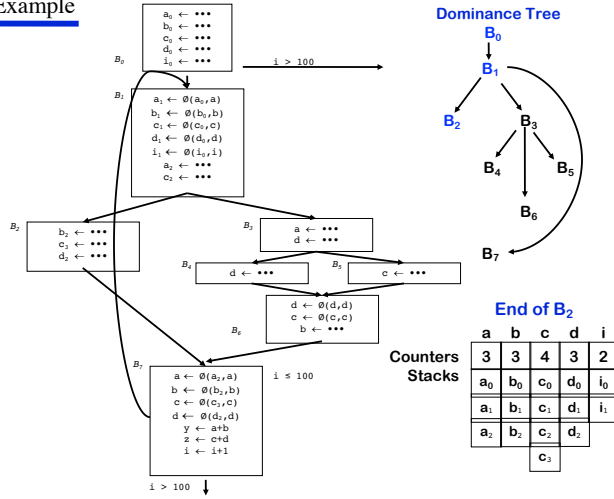 Example
B₀
a₀ ← •••
b₀ ← •••
c₀ ← •••
d₀ ← •••
i₀ ← •••
i > 100
B₁
a₁ ← Ø(a₀,a)
b₁ ← Ø(b₀,b)
c₁ ← Ø(c₀,c)
d₁ ← Ø(d₀,d)
i₁ ← Ø(i₀,i)
a₂ ← •••
c₂ ← •••
B₂
b₂ ← •••
c₃ ← •••
d₂ ← •••
B₃
a ← •••
d ← •••
B₄
d ← •••
B₅
c ← •••
B₆
d ← Ø(d,d)
c ← Ø(c,c)
b ← •••
B₇
a ← Ø(a₂,a)
b ← Ø(b₂,b)
c ← Ø(c₃,c)
d ← Ø(d₂,d)
y ← a+b
z ← c+d
i ← i+1
i ≤ 100
i > 100
Dominance Tree
B₀
B₁
B₂ B₃
B₄ B₅
B₆
B₇
End of B₂
a b c d i
Counters 3 3 4 3 2
Stacks a₀ b₀ c₀ d₀ i₀
a₁ b₁ c₁ d₁ i₁
a₂ b₂ c₂ d₂
c₃